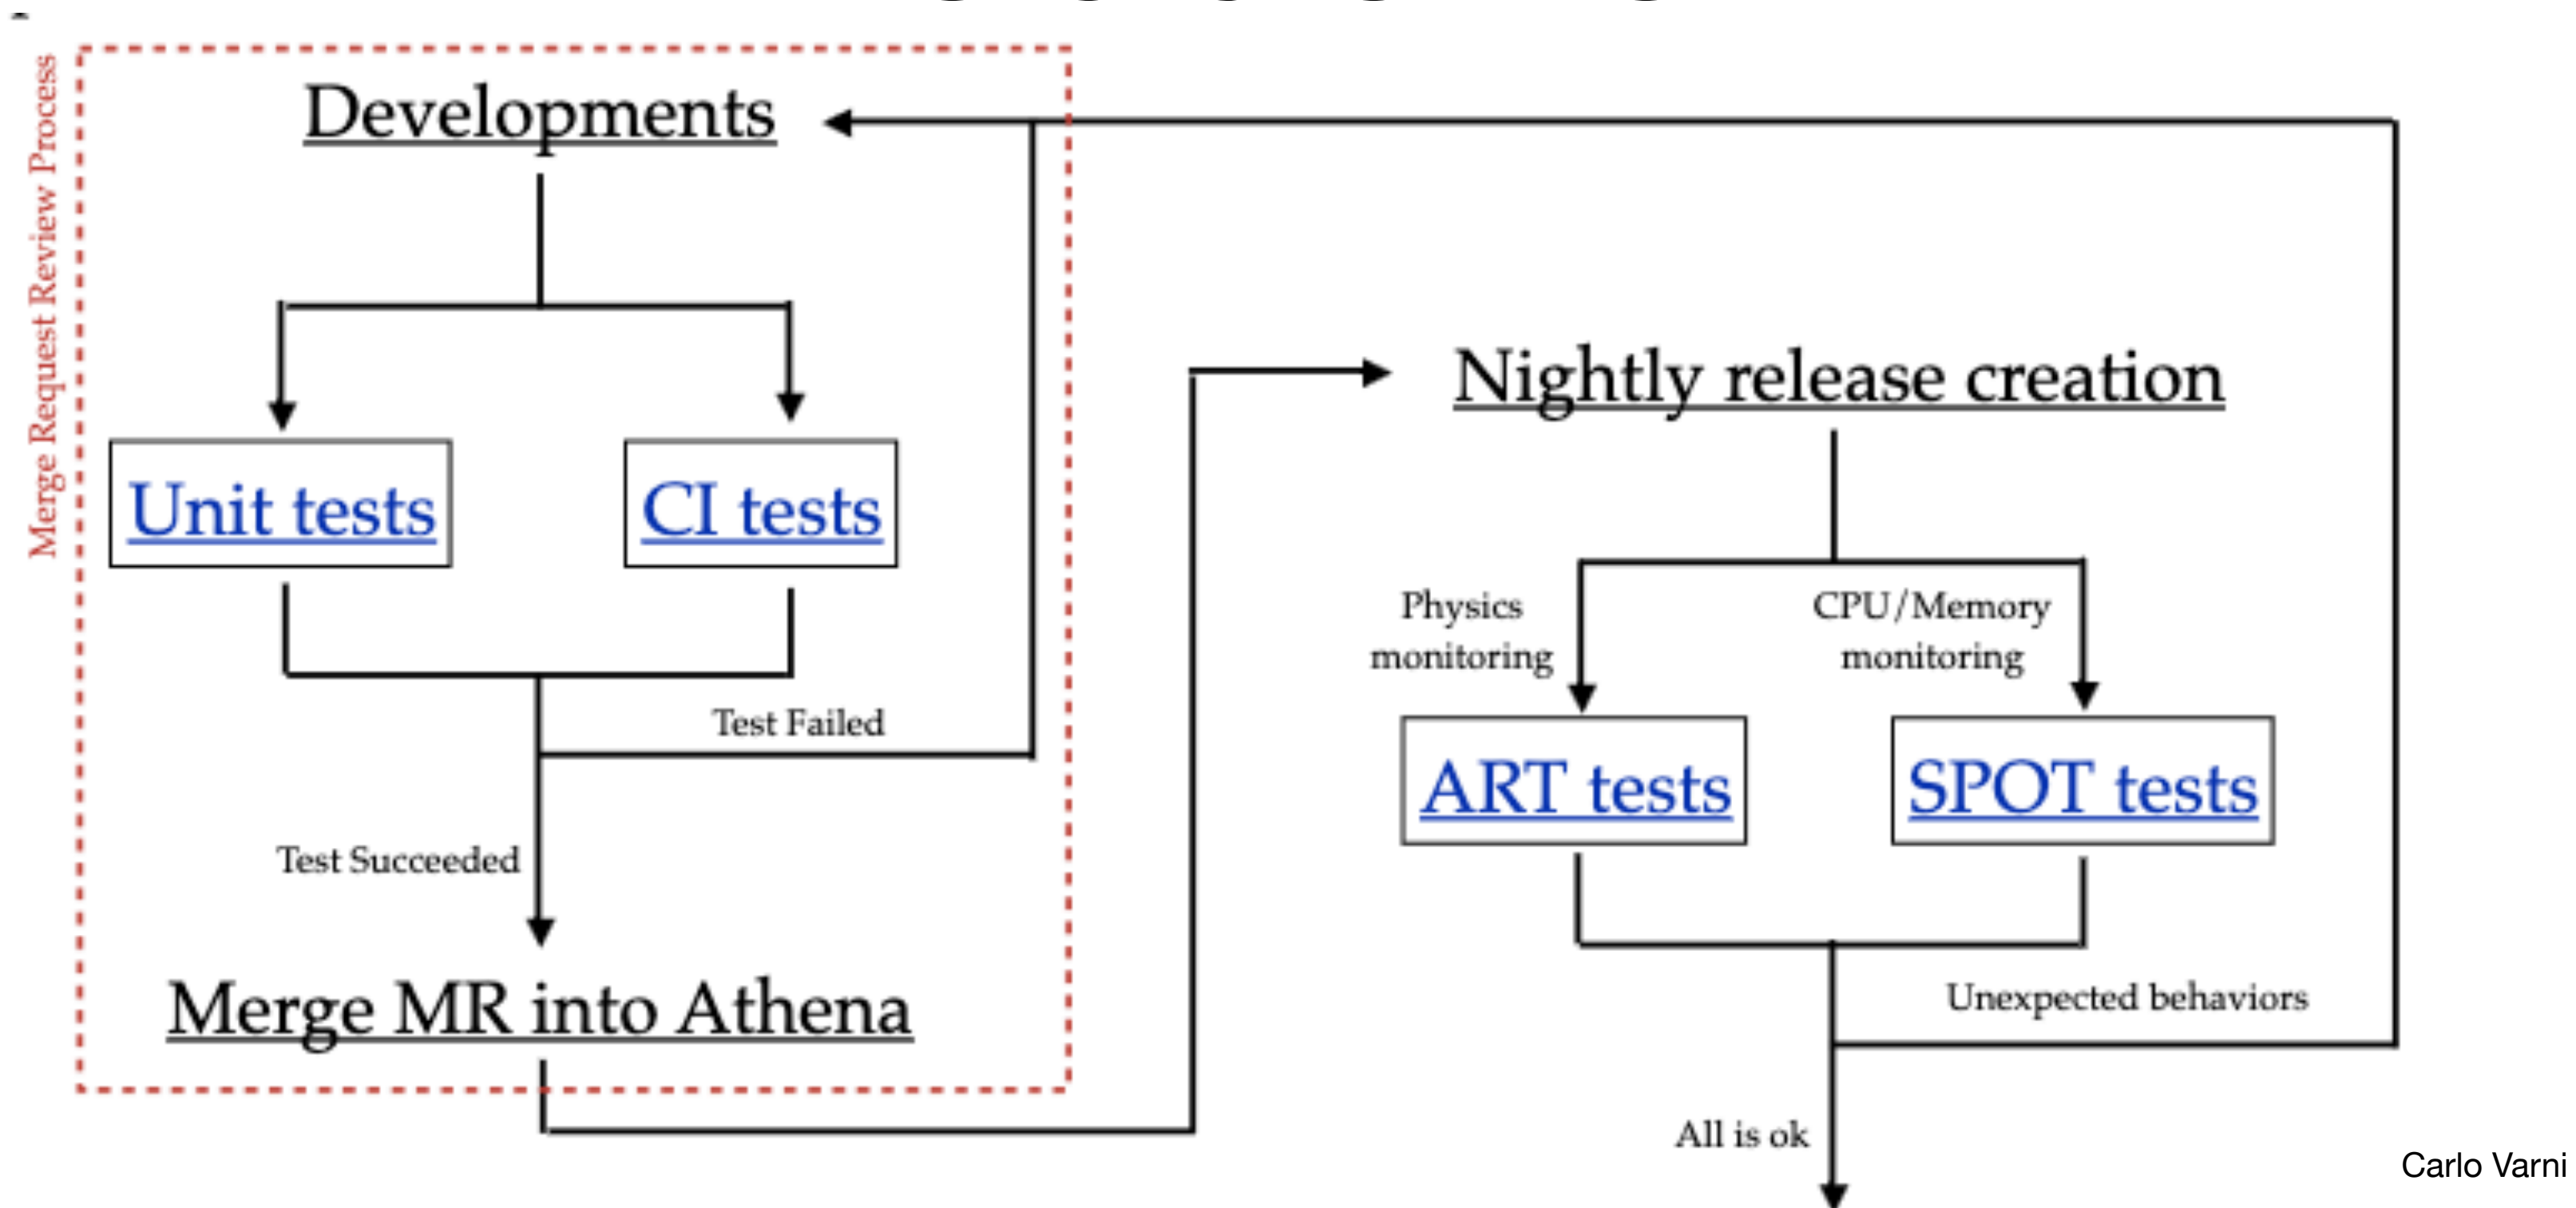 Merge Request Review Process
Developments
Unit tests
CI tests
Test Failed
Test Succeeded
Merge MR into Athena
Nightly release creation
Physics
monitoring
CPU/Memory
monitoring
ART tests
SPOT tests
Unexpected behaviors
All is ok
Carlo Varni